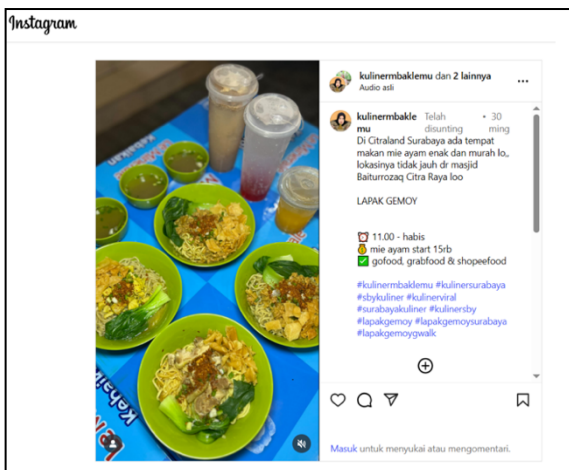 Instagram
kulinermbaklemu dan 2 lainnya
Audio asli
kulinermbakle
mu
Telah
disunting
• 30
ming
Di Citraland Surabaya ada tempat
makan mie ayam enak dan murah lo,,
lokasinya tidak jauh dr masjid
Baiturrozaq Citra Raya loo
LAPAK GEMOY
11.00 - habis
mie ayam start 15rb
gofood, grabfood & shopeefood
#kulinermbaklemu #kulinersurabaya
#sbykuliner #kulinerviral
#surabayakuliner #kulinersby
#lapakgemoy #lapakgemoysurabaya
#lapakgemoygwalk
Masuk untuk menyukai atau mengomentari.